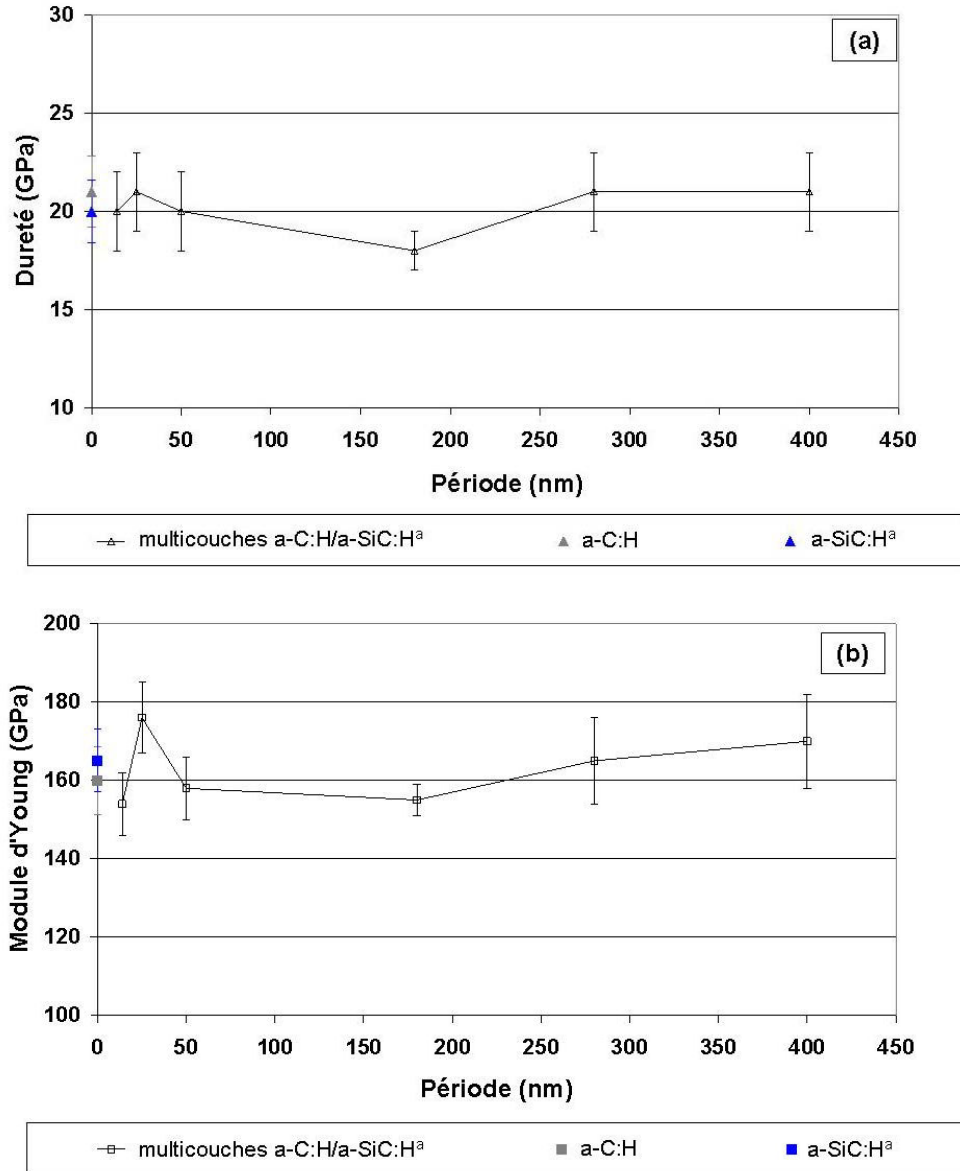 30
(a)
25
20
15
10
Dureté (GPa)
0 50 100 150 200 250 300 350 400 450
Période (nm)
multicouches a-C:H/a-SiC:Hᵃ a-C:H a-SiC:Hᵃ
200
(b)
180
160
140
120
100
Module d'Young (GPa)
0 50 100 150 200 250 300 350 400 450
Période (nm)
multicouches a-C:H/a-SiC:Hᵃ a-C:H a-SiC:Hᵃ